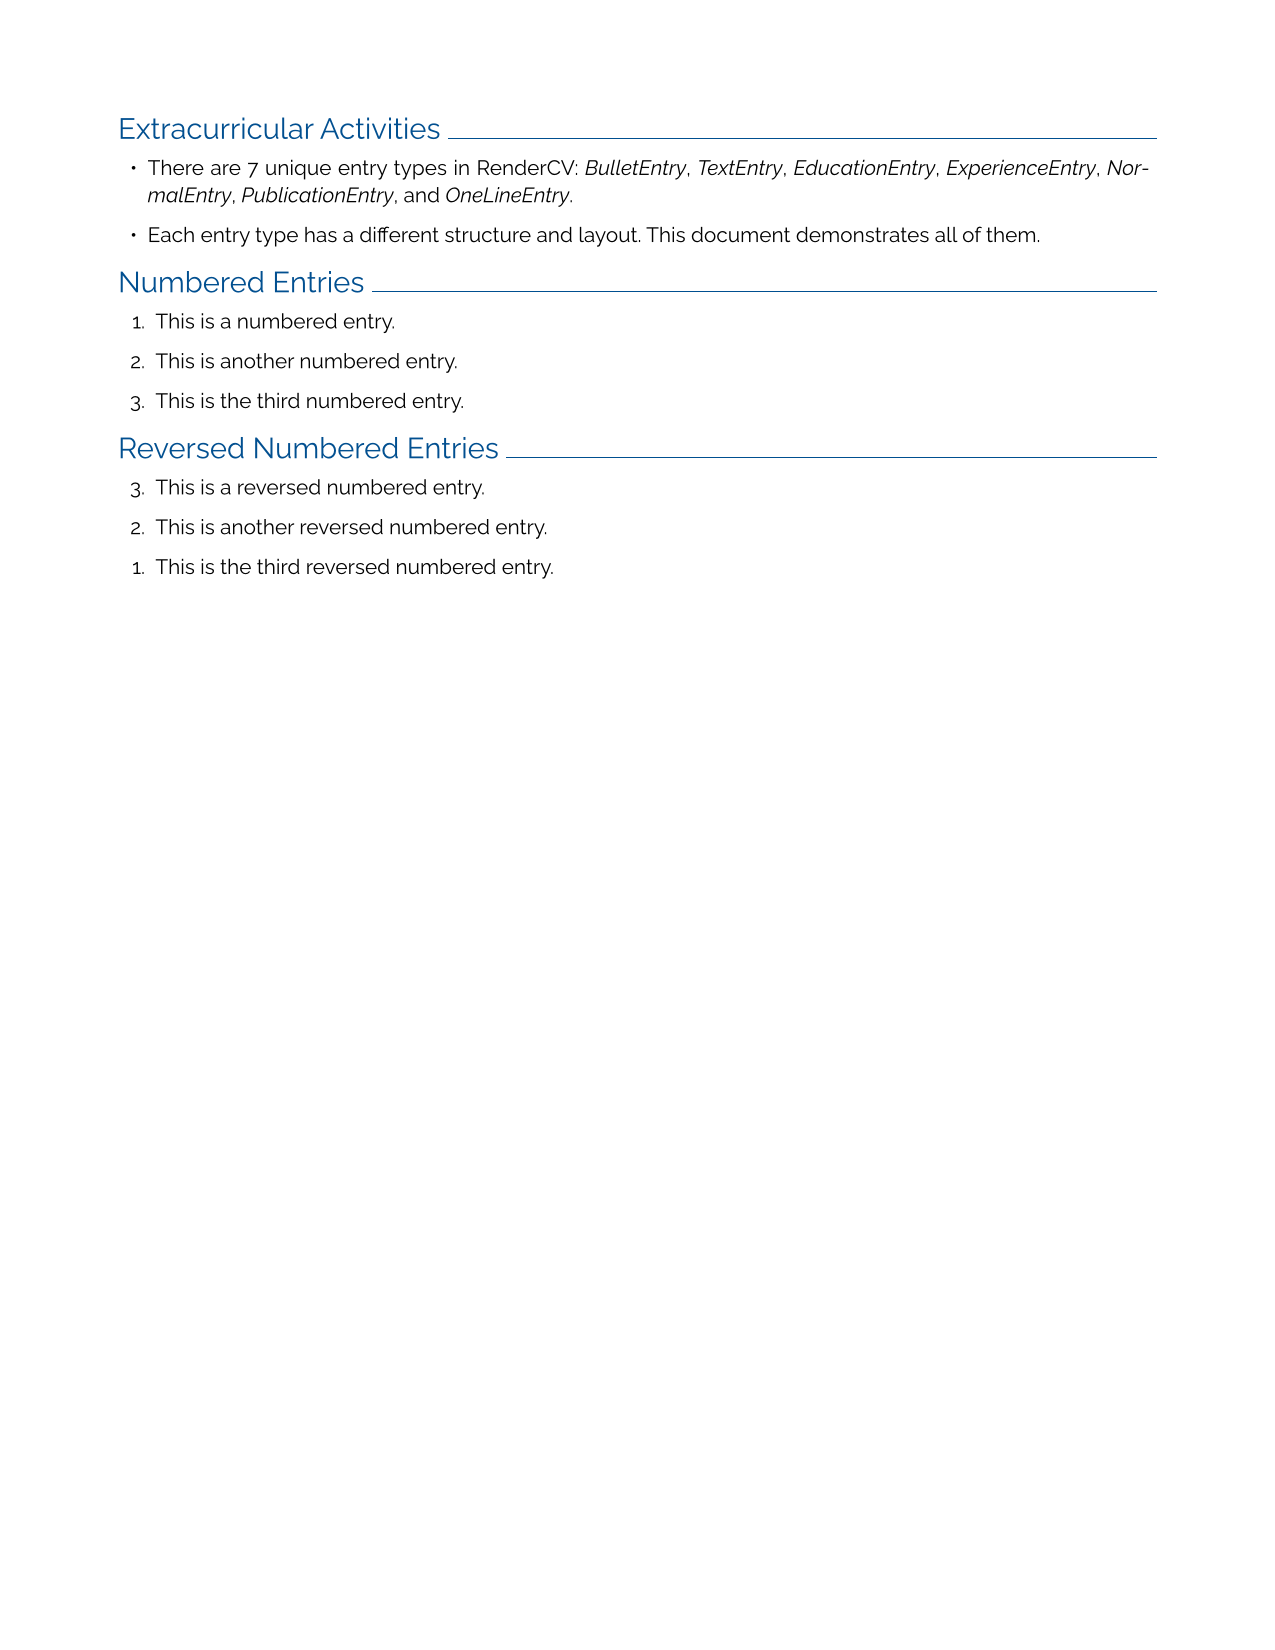 Extracurricular Activities
• There are 7 unique entry types in RenderCV: BulletEntry, TextEntry, EducationEntry, ExperienceEntry, Nor-
malEntry, PublicationEntry, and OneLineEntry.
• Each entry type has a different structure and layout. This document demonstrates all of them.
Numbered Entries
1. This is a numbered entry.
2. This is another numbered entry.
3. This is the third numbered entry.
Reversed Numbered Entries
3. This is a reversed numbered entry.
2. This is another reversed numbered entry.
1. This is the third reversed numbered entry.